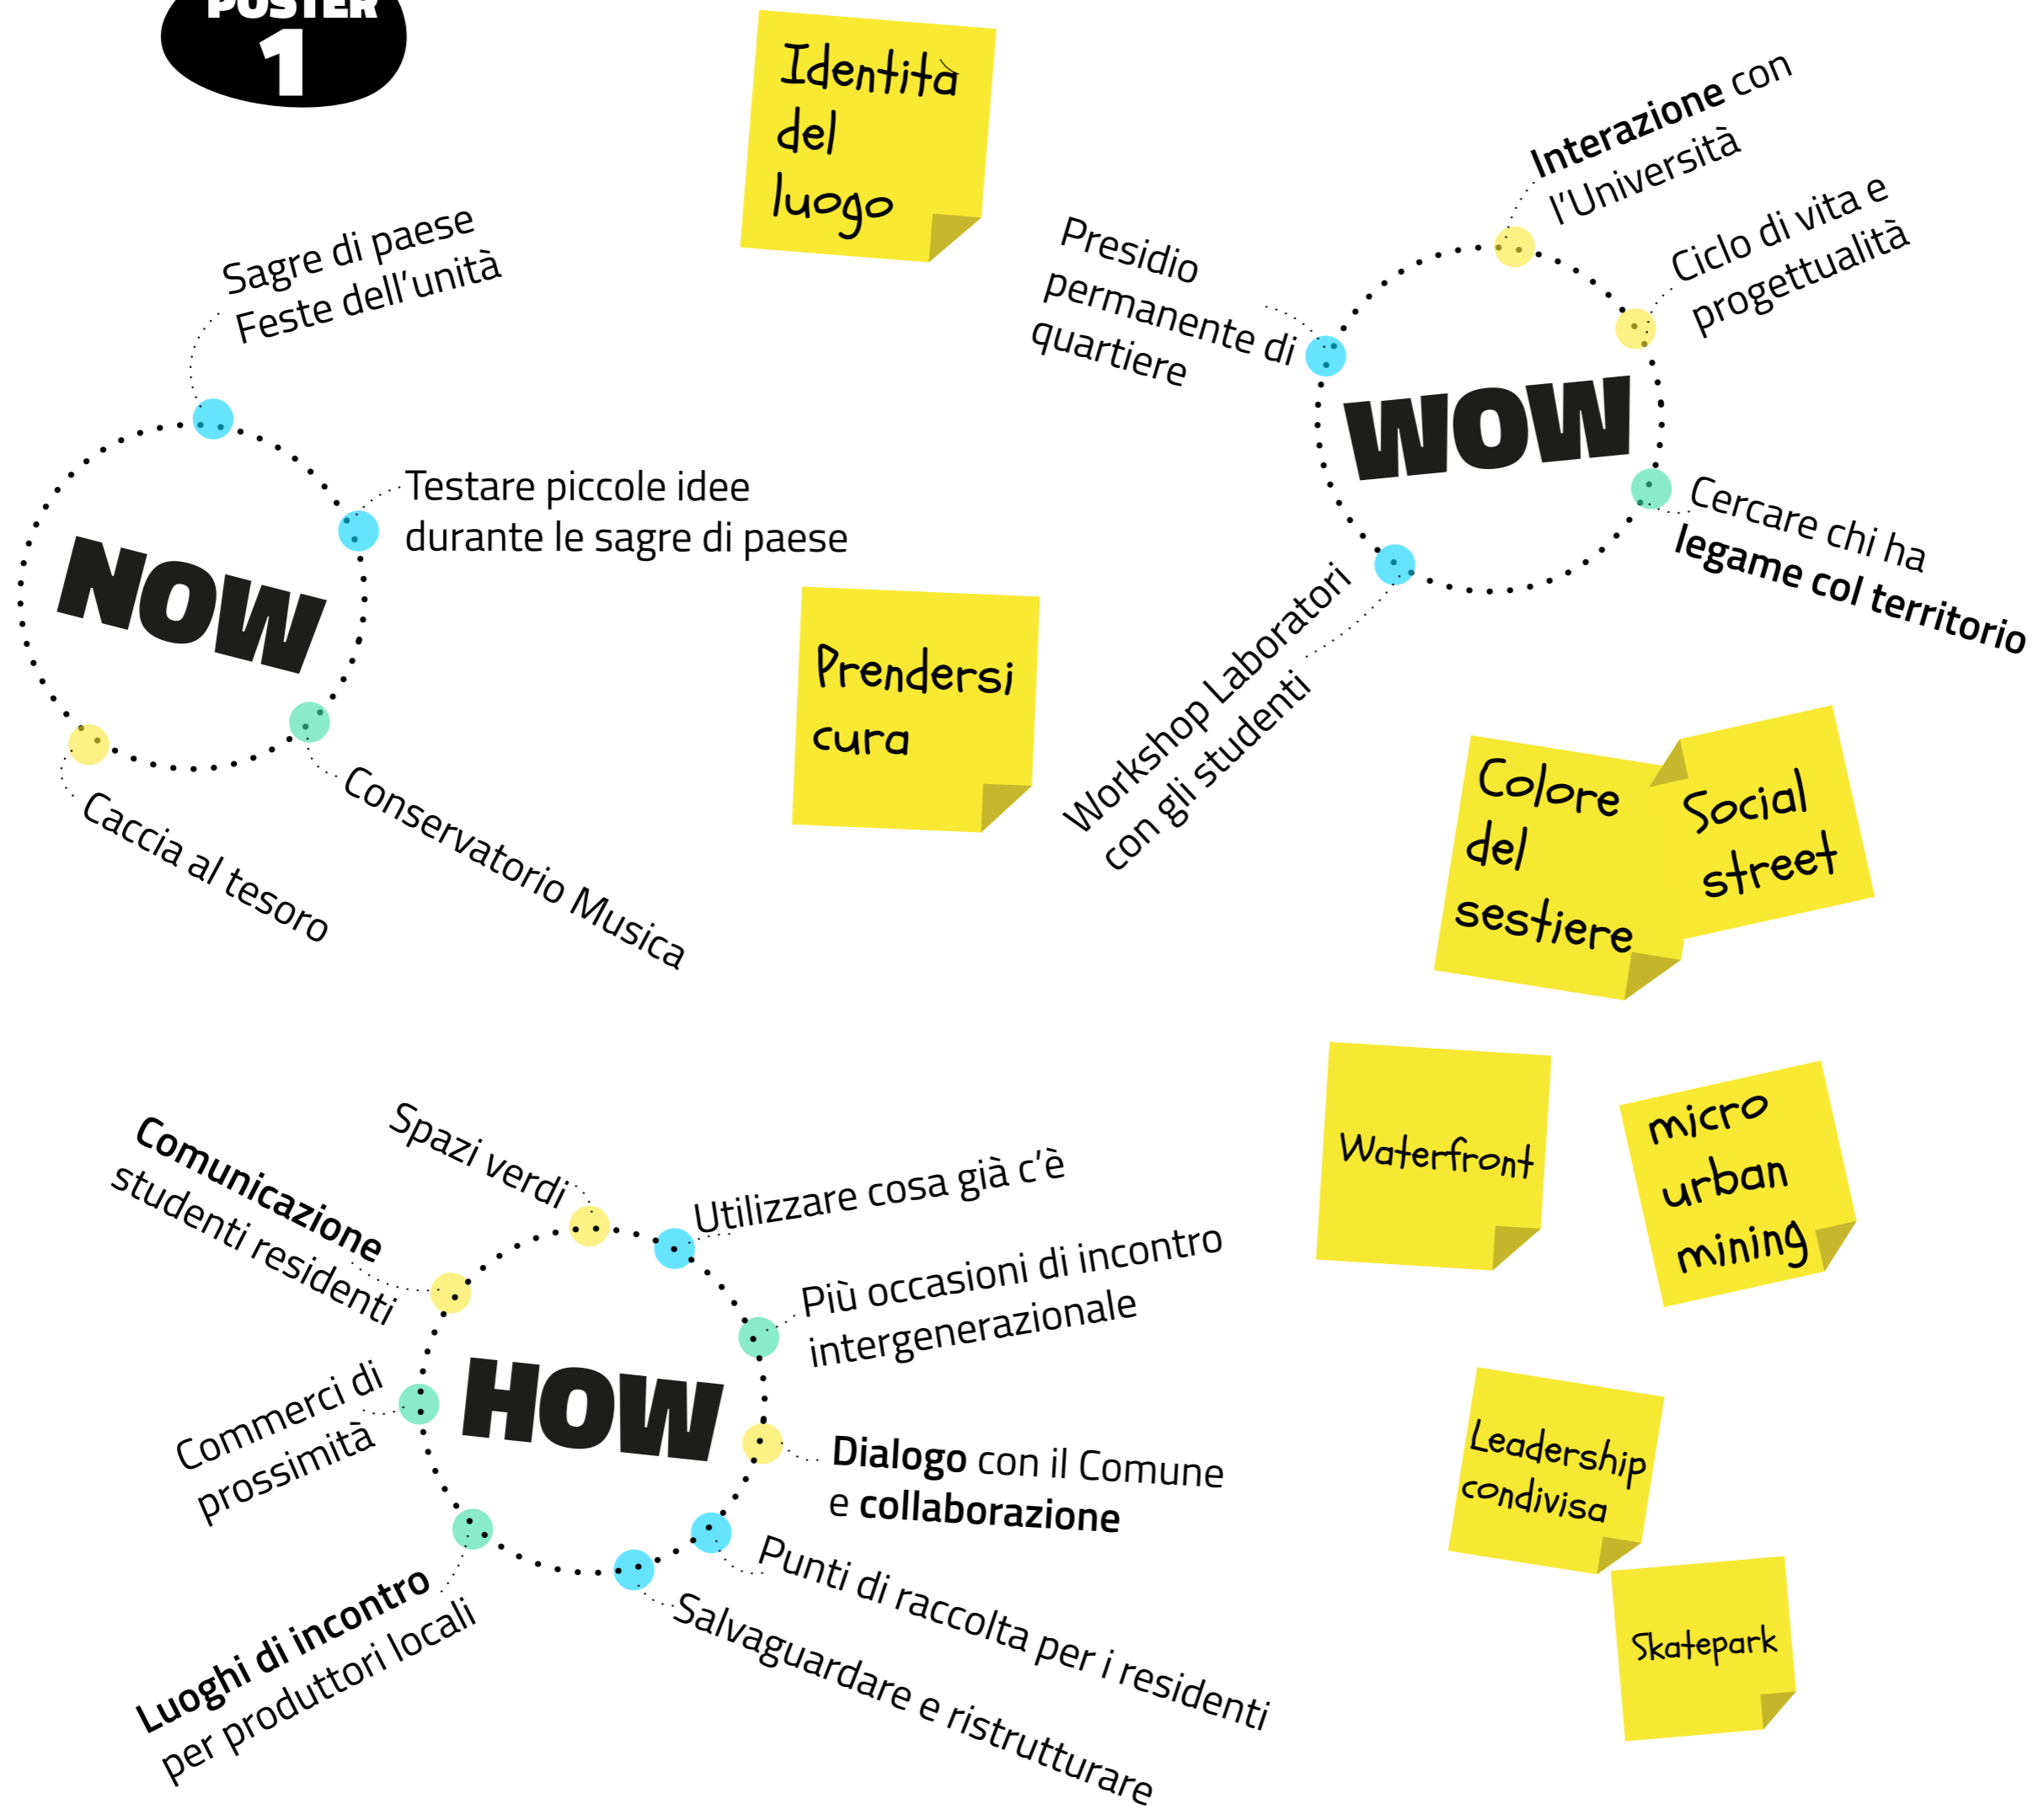 POSTER
1
Identità
del
luogo
Interazione con
l'Università
Ciclo di vita e
progettualità
Presidio
permanente di
quartiere
WOW
Cercare chi ha
legame col territorio
Workshop Laboratori
con gli studenti
Sagre di paese
Feste dell'unità
Testare piccole idee
durante le sagre di paese
NOW
Caccia al tesoro
Conservatorio Musica
Prendersi
cura
Colore
del
sestiere
Social
street
Waterfront
micro
urban
mining
Comunicazione
studenti residenti
Spazi verdi
Utilizzare cosa già c'è
Più occasioni di incontro
intergenerazionale
HOW
Commerci di
prossimità
Dialogo con il Comune
e collaborazione
Punti di raccolta per i residenti
Salvaguardare e ristrutturare
Luoghi di incontro
per produttori locali
Leadership
condivisa
Skatepark